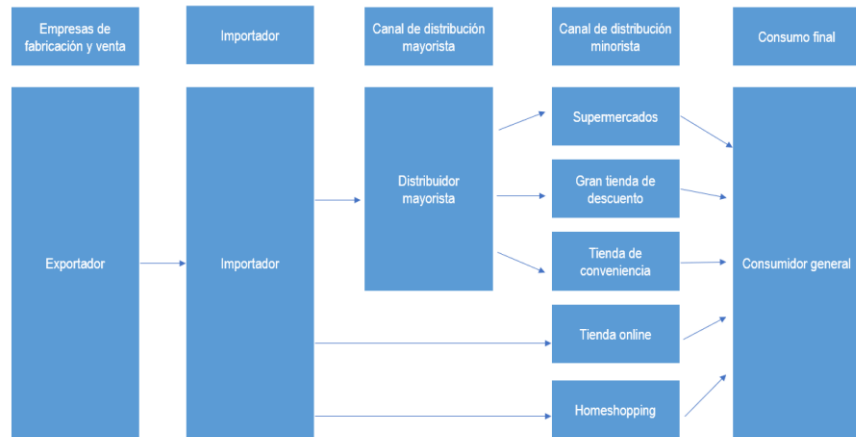 Empresas de
fabricación y venta
Importador
Canal de distribución
mayorista
Canal de distribución
minorista
Consumo final
Exportador
Importador
Distribuidor
mayorista
Supermercados
Gran tienda de
descuento
Tienda de
conveniencia
Tienda online
Homeshopping
Consumidor general